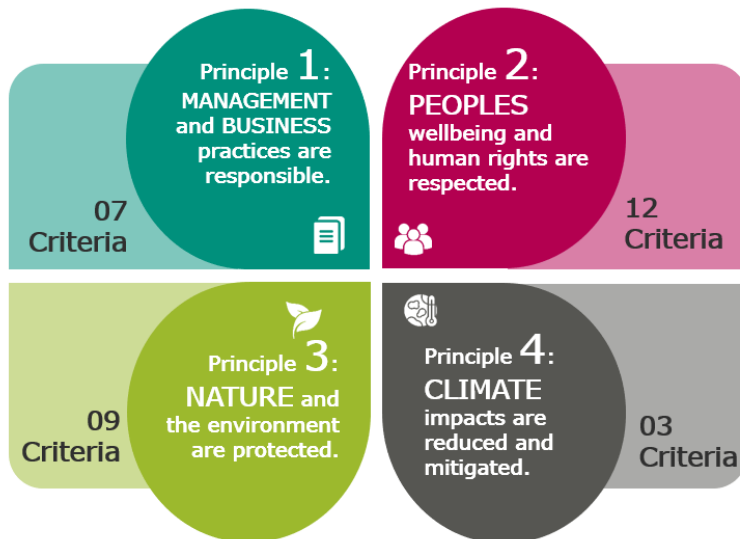 Principle 1:
MANAGEMENT
and BUSINESS
practices are
responsible.
07
Criteria
Principle 2:
PEOPLES
wellbeing and
human rights are
respected.
12
Criteria
Principle 3:
NATURE and
the environment
are protected.
09
Criteria
Principle 4:
CLIMATE
impacts are
reduced and
mitigated.
03
Criteria